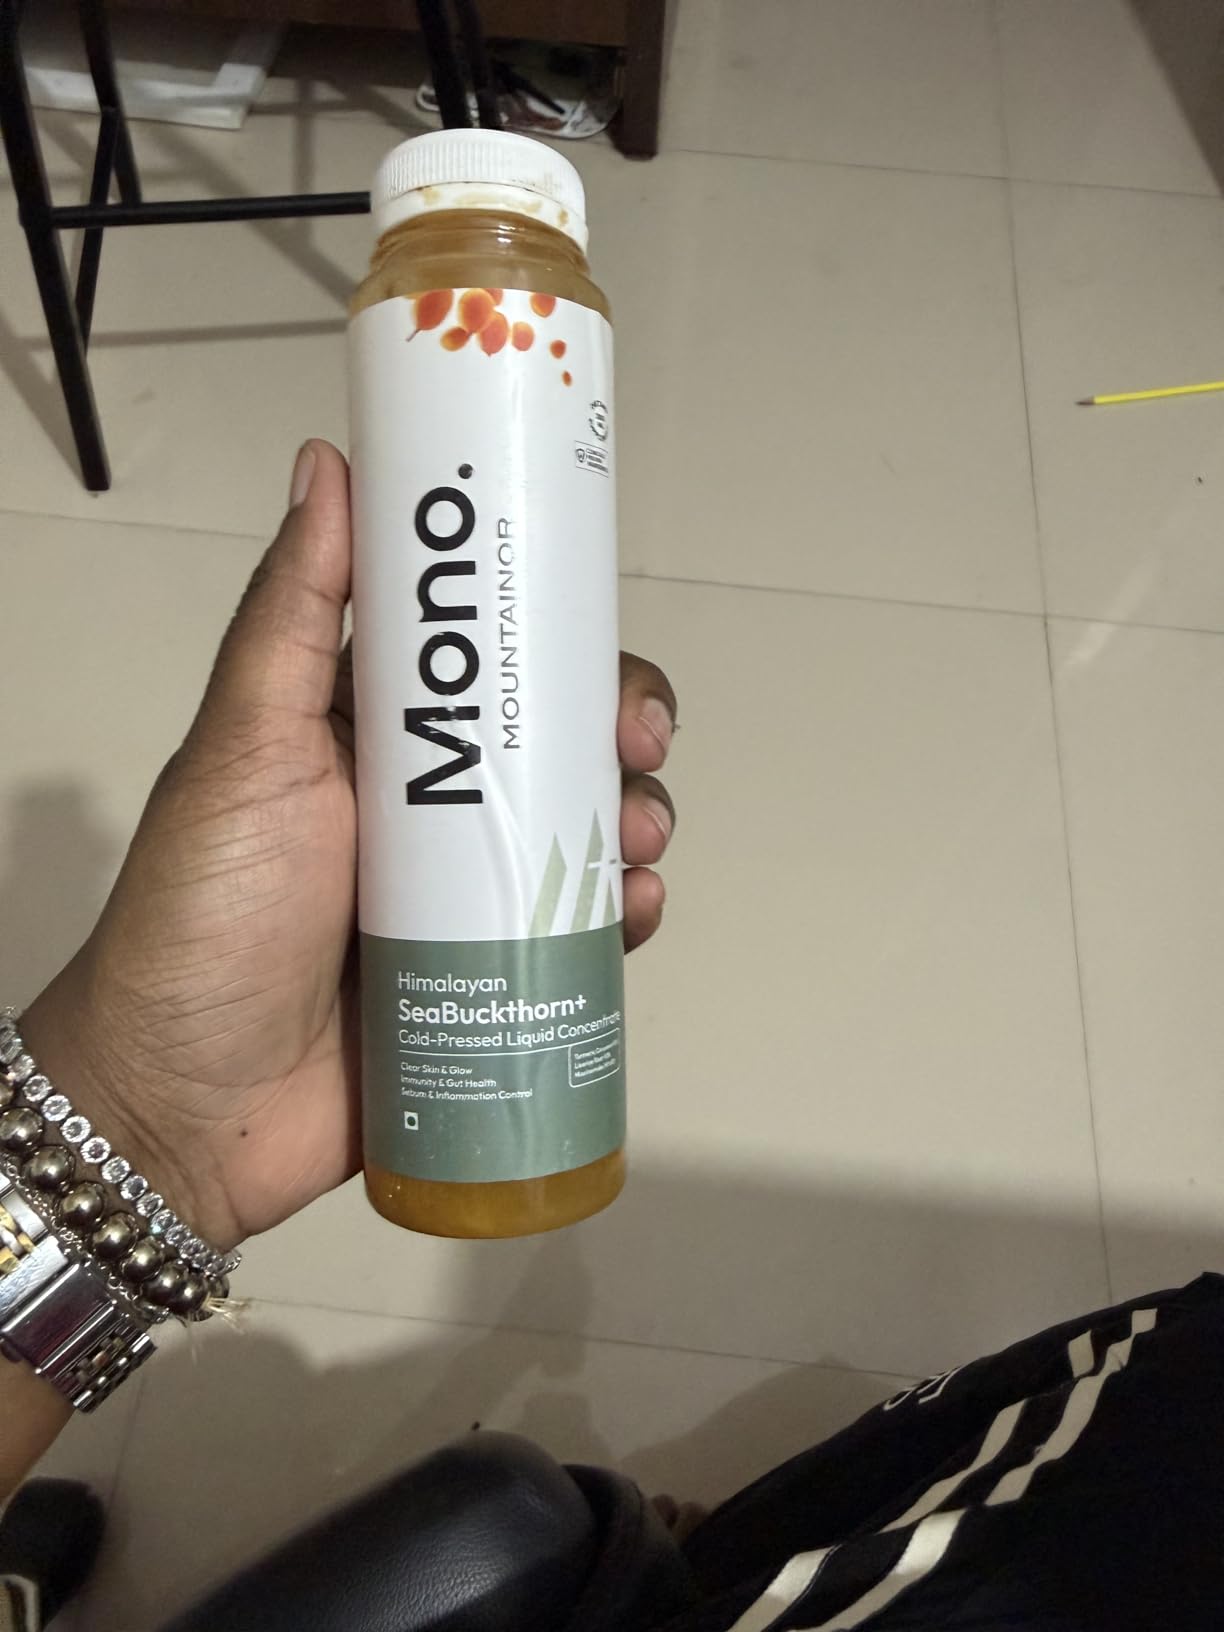 Mono.
MOUNTAINOR
Himalayan
SeaBuckthorn+
Cold-Pressed Liquid Concentrate
Clear Skin & Glow
Immunity & Gut Health
Sebum & Inflammation Control